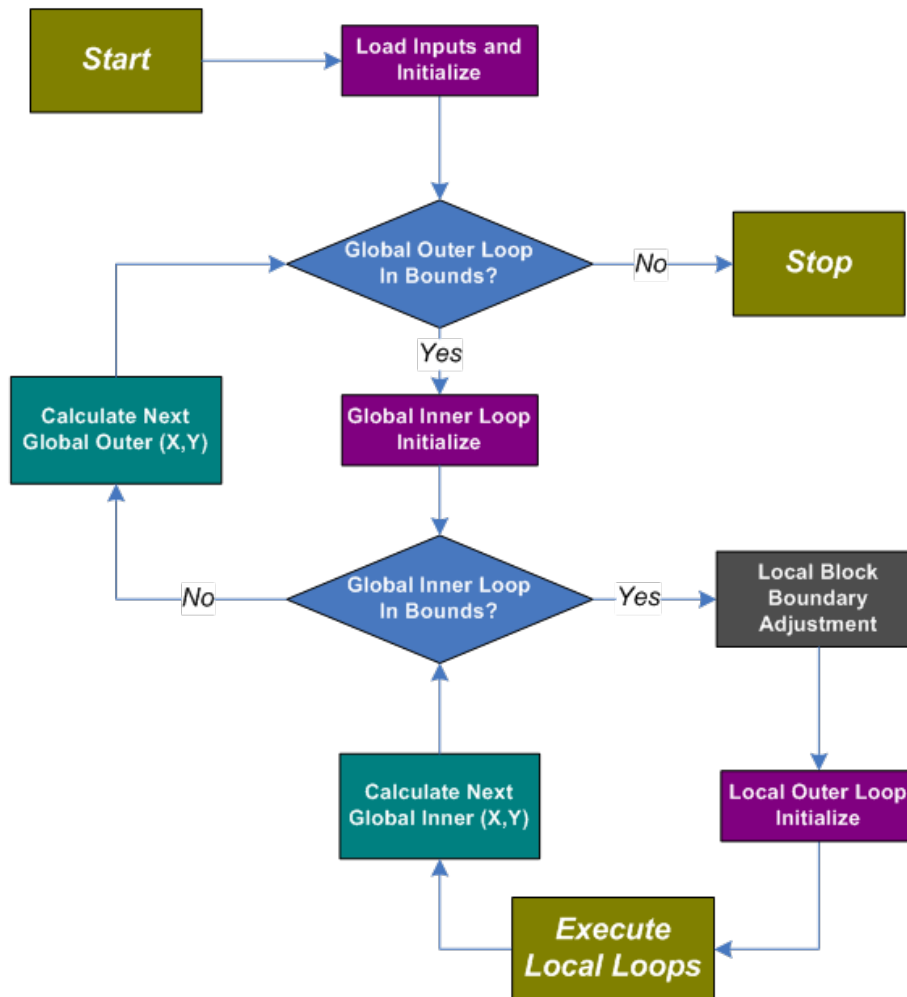 Start
Load Inputs and
Initialize
Global Outer Loop
In Bounds?
No
Stop
Yes
Calculate Next
Global Outer (X,Y)
Global Inner Loop
Initialize
No
Global Inner Loop
In Bounds?
Yes
Local Block
Boundary
Adjustment
Calculate Next
Global Inner (X,Y)
Local Outer Loop
Initialize
Execute
Local Loops